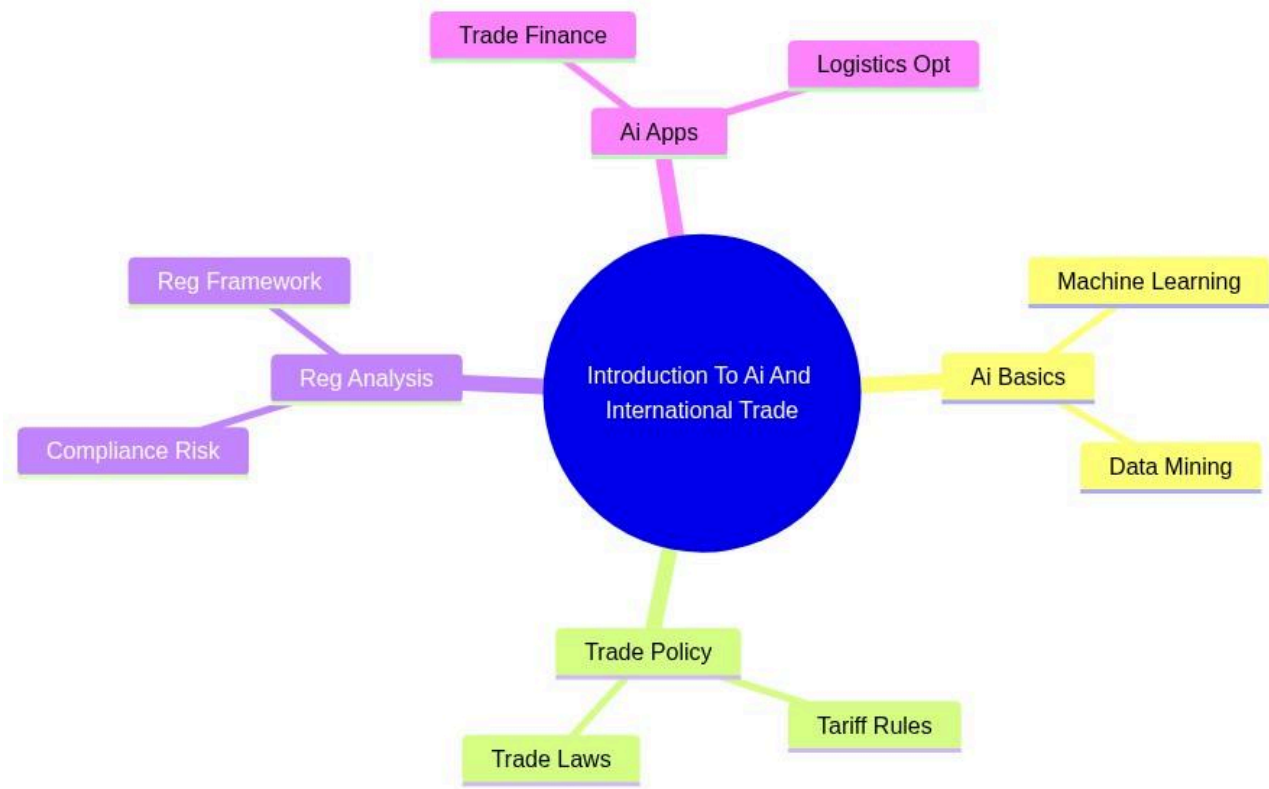 Trade Finance
Logistics Opt
Ai Apps
Reg Framework
Machine Learning
Reg Analysis
Introduction To Ai And
International Trade
Ai Basics
Compliance Risk
Data Mining
Trade Policy
Tariff Rules
Trade Laws